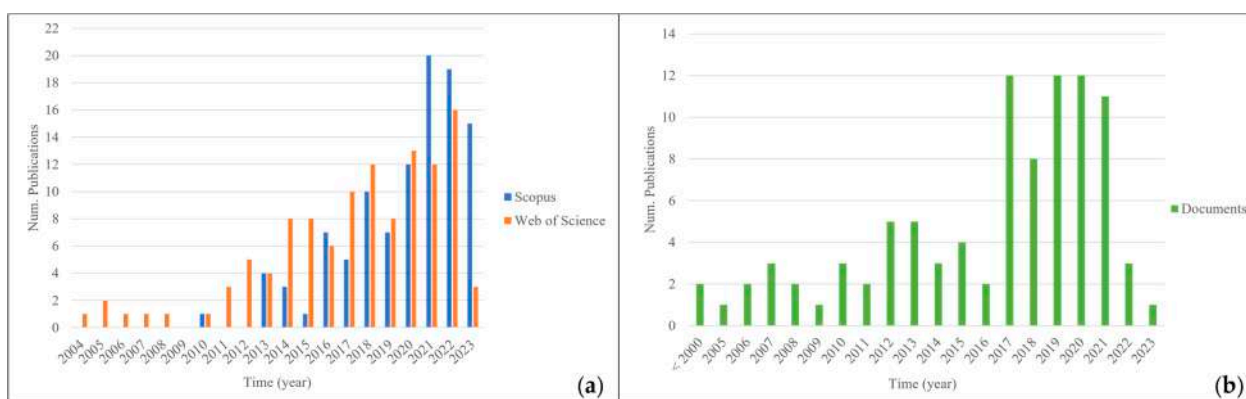 20
18
16
14
12
10
8
6
4
2
0
Num. Publications
2004 2005 2006 2007 2008 2009 2010 2011 2012 2013 2014 2015 2016 2017 2018 2019 2020 2021 2022 2023
Time (year)
Scopus
Web of Science
(a)
14
12
10
8
6
4
2
0
Num. Publications
< 2000 2005 2006 2007 2008 2009 2010 2011 2012 2013 2014 2015 2016 2017 2018 2019 2020 2021 2022 2023
Time (year)
Documents
(b)